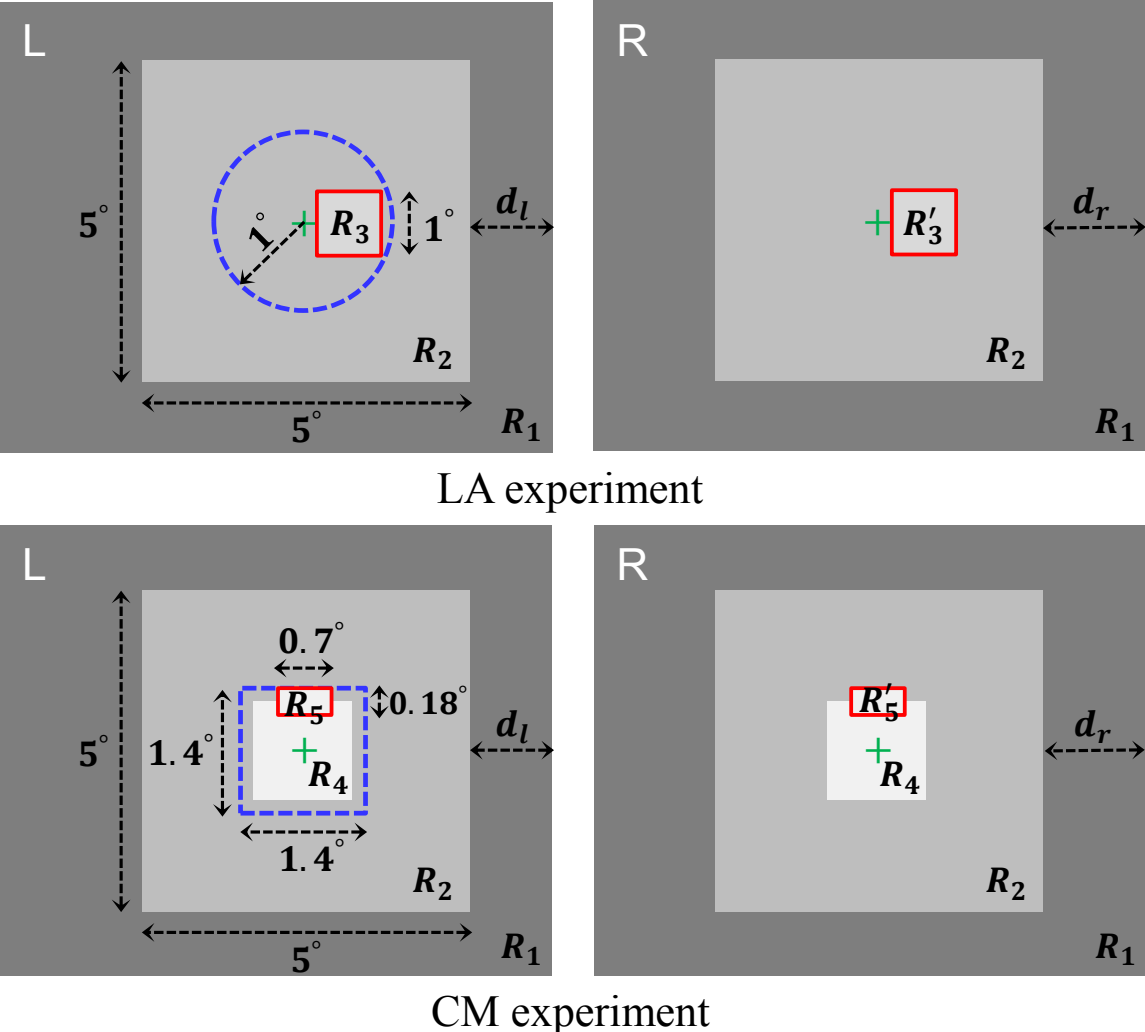 L
R
5°
1°
R₃
1°
dₗ
R₂
5°
R₁
R′₃
dᵣ
R₂
R₁
LA experiment
L
R
0.7°
R₅
0.18°
5°
1.4°
R₄
dₗ
1.4°
R₂
5°
R₁
R′₅
dᵣ
R₄
R₂
R₁
CM experiment